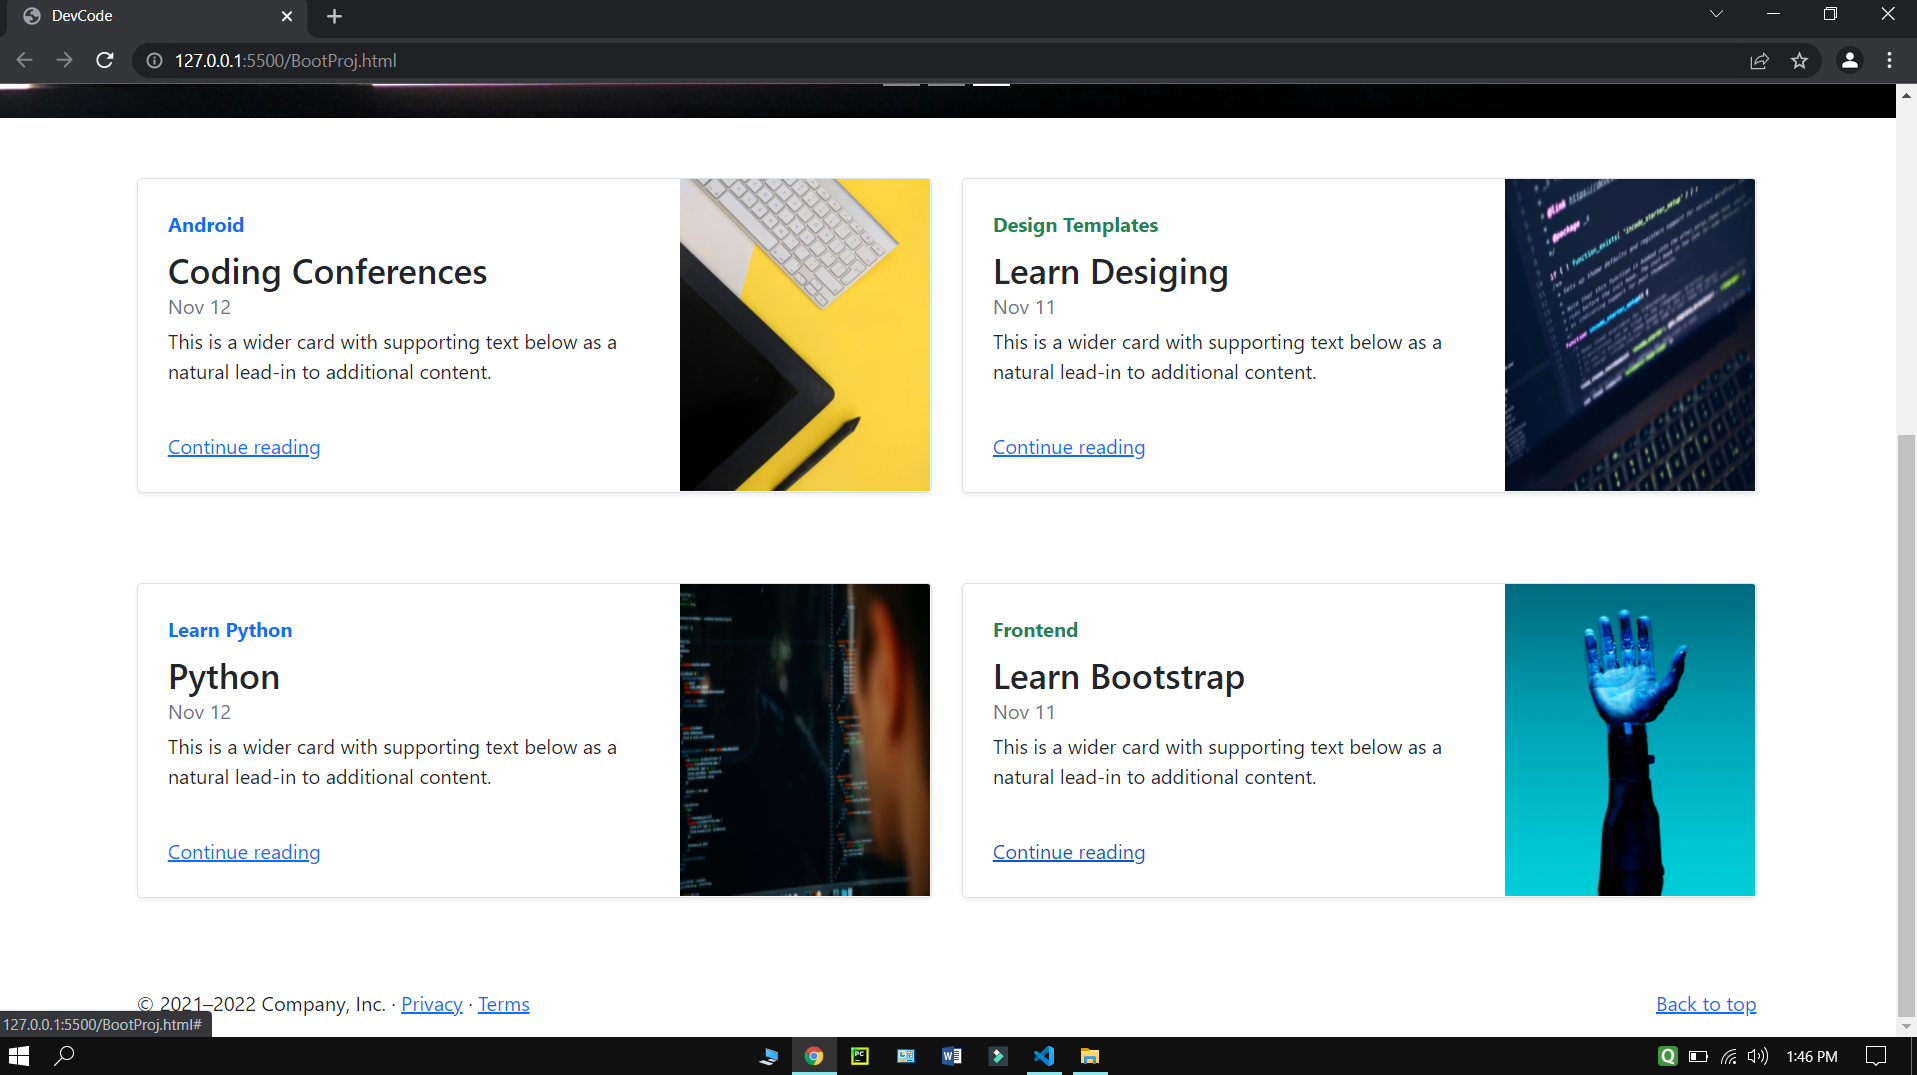 DevCode
127.0.0.1:5500/BootProj.html
Android
Coding Conferences
Nov 12
This is a wider card with supporting text below as a
natural lead-in to additional content.
Continue reading
Design Templates
Learn Desiging
Nov 11
This is a wider card with supporting text below as a
natural lead-in to additional content.
Continue reading
Learn Python
Python
Nov 12
This is a wider card with supporting text below as a
natural lead-in to additional content.
Continue reading
Frontend
Learn Bootstrap
Nov 11
This is a wider card with supporting text below as a
natural lead-in to additional content.
Continue reading
© 2021–2022 Company, Inc. · Privacy · Terms
Back to top
127.0.0.1:5500/BootProj.html#
1:46 PM